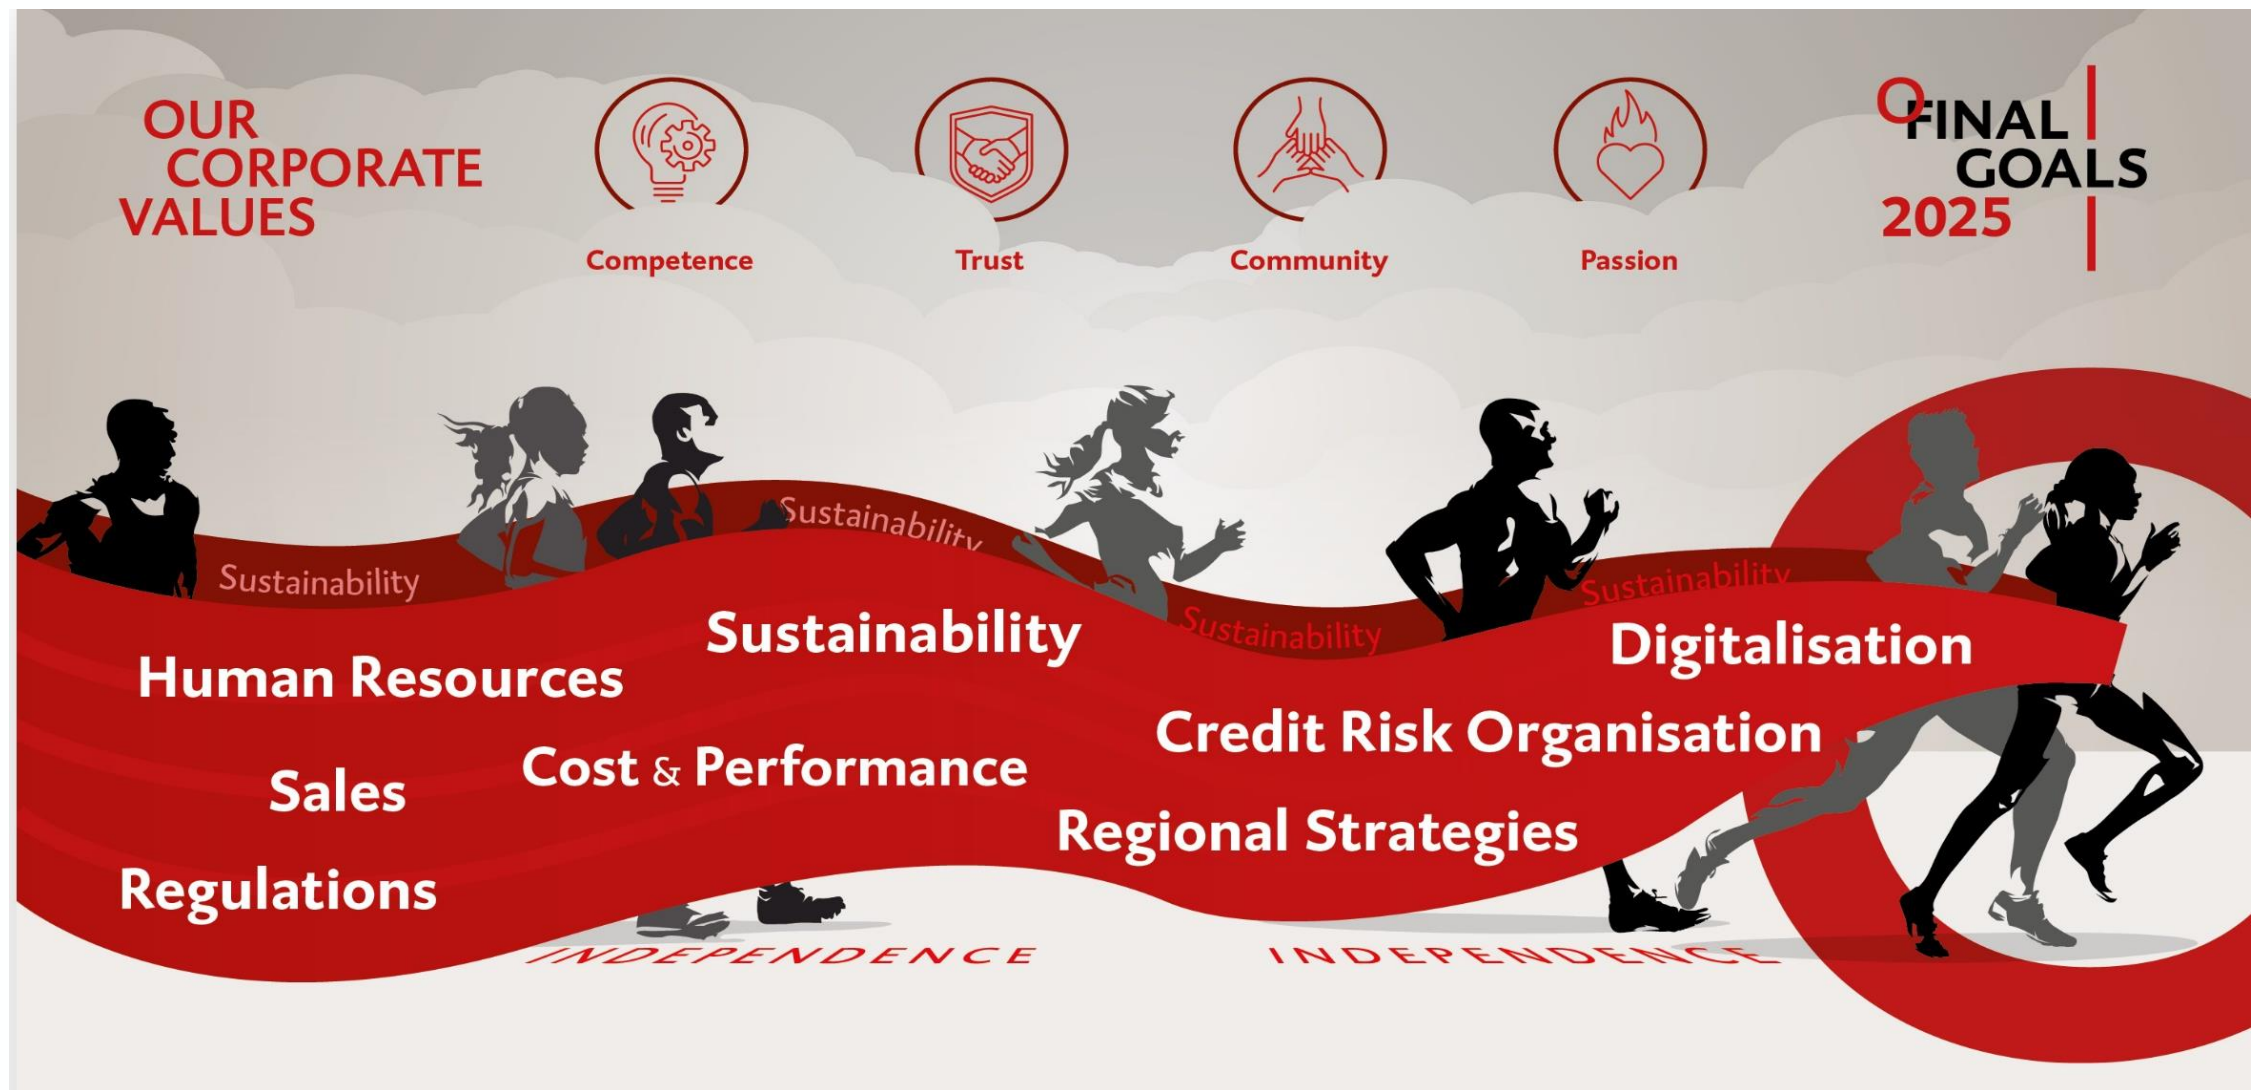 OUR
CORPORATE
VALUES
Competence
Trust
Community
Passion
O
FINAL
GOALS
2025
Sustainability
Sustainability
Sustainability
Sustainability
Human Resources
Sustainability
Digitalisation
Sales
Cost & Performance
Credit Risk Organisation
Regulations
Regional Strategies
INDEPENDENCE
INDEPENDENCE